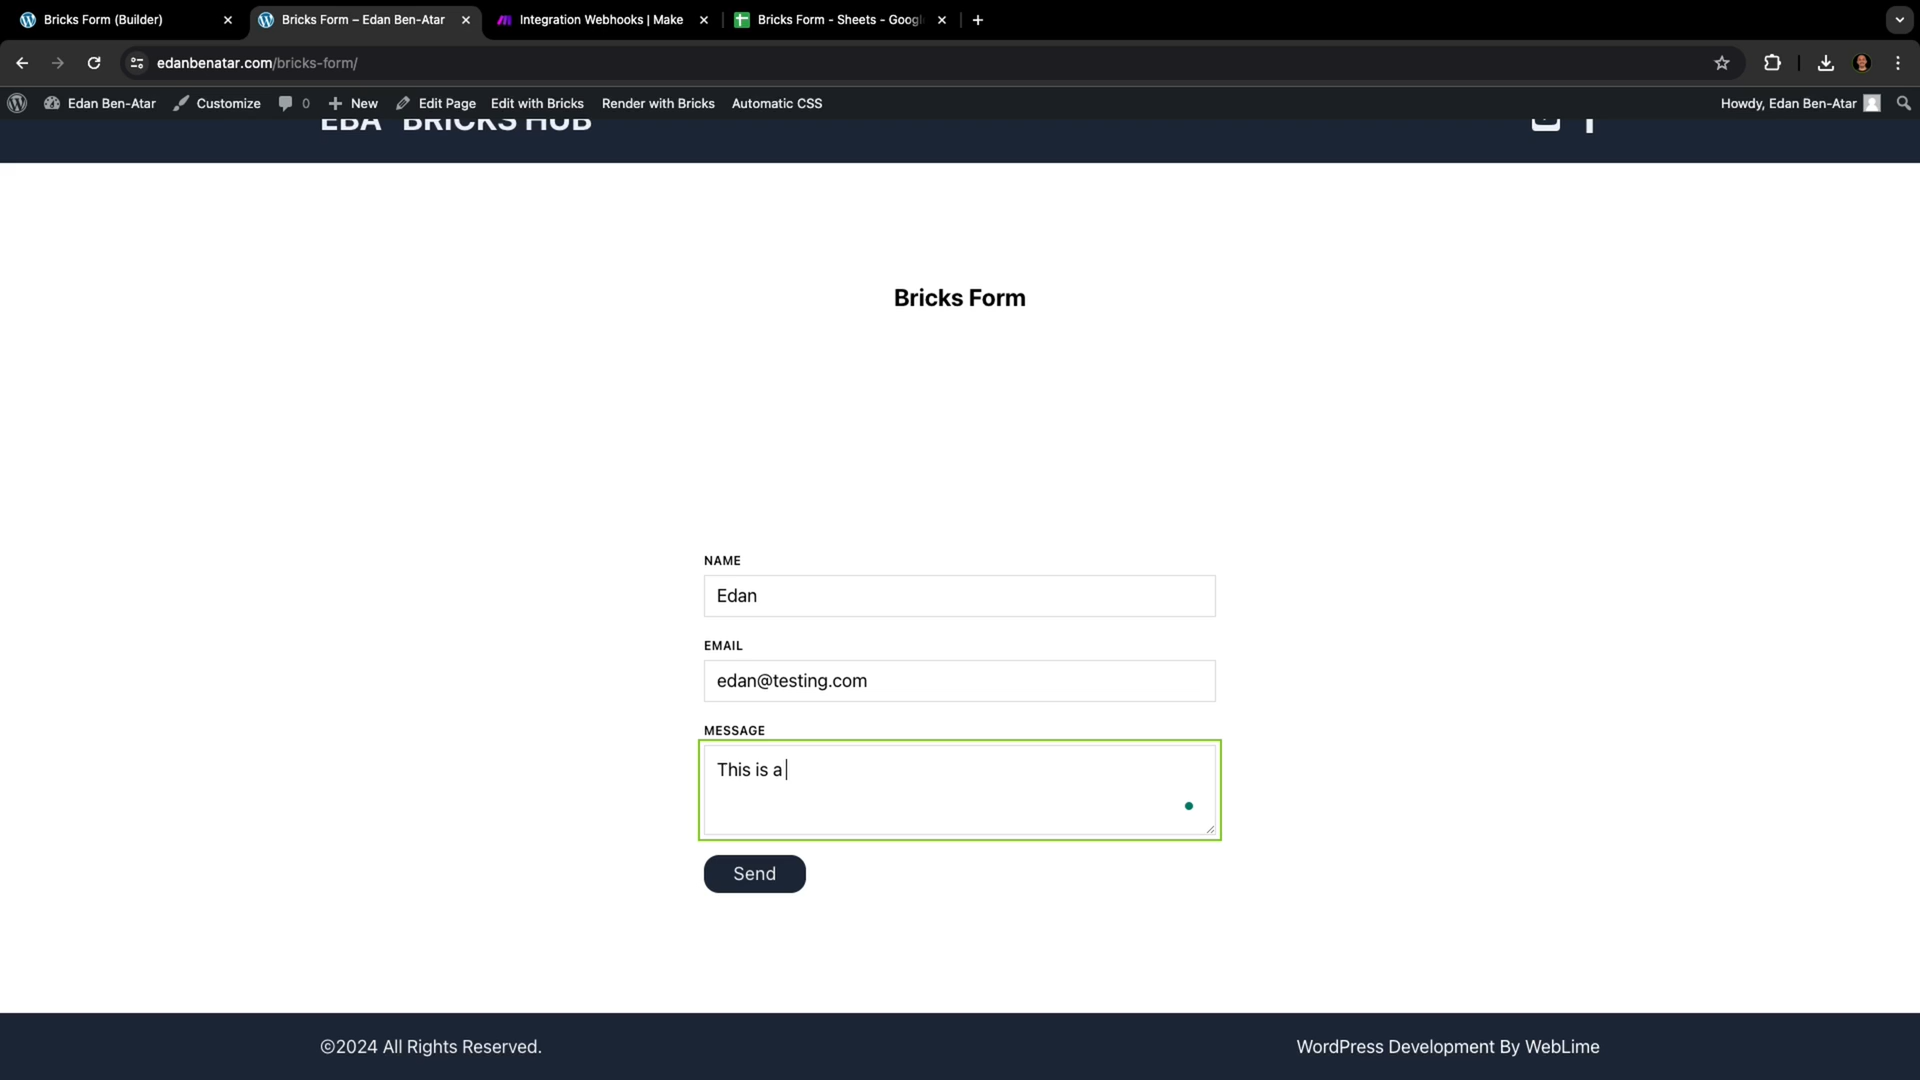 Bricks Form (Builder)
Bricks Form – Edan Ben-Atar
Integration Webhooks | Make
Bricks Form - Sheets - Googl
edanbenatar.com/bricks-form/
Edan Ben-Atar
Customize
0
New
Edit Page
Edit with Bricks
Render with Bricks
Automatic CSS
Howdy, Edan Ben-Atar
EBA BRICKS HUB
Bricks Form
NAME
Edan
EMAIL
edan@testing.com
MESSAGE
This is a
Send
©2024 All Rights Reserved.
WordPress Development By WebLime